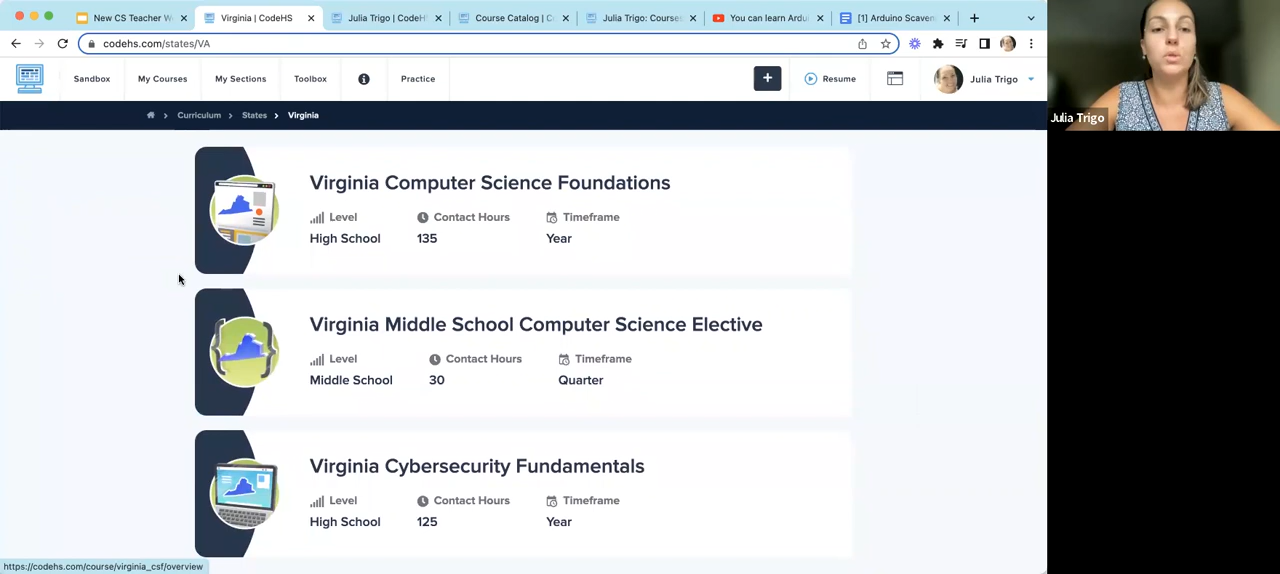 New CS Teacher W
Virginia | CodeHS
Julia Trigo | CodeH
Course Catalog | C
Julia Trigo: Courses
You can learn Ardu
[1] Arduino Scaven
codehs.com/states/VA
Sandbox
My Courses
My Sections
Toolbox
Practice
Resume
Julia Trigo
Curriculum > States > Virginia
Julia Trigo
Virginia Computer Science Foundations
Level Contact Hours Timeframe
High School 135 Year
Virginia Middle School Computer Science Elective
Level Contact Hours Timeframe
Middle School 30 Quarter
Virginia Cybersecurity Fundamentals
Level Contact Hours Timeframe
High School 125 Year
https://codehs.com/course/virginia_csf/overview